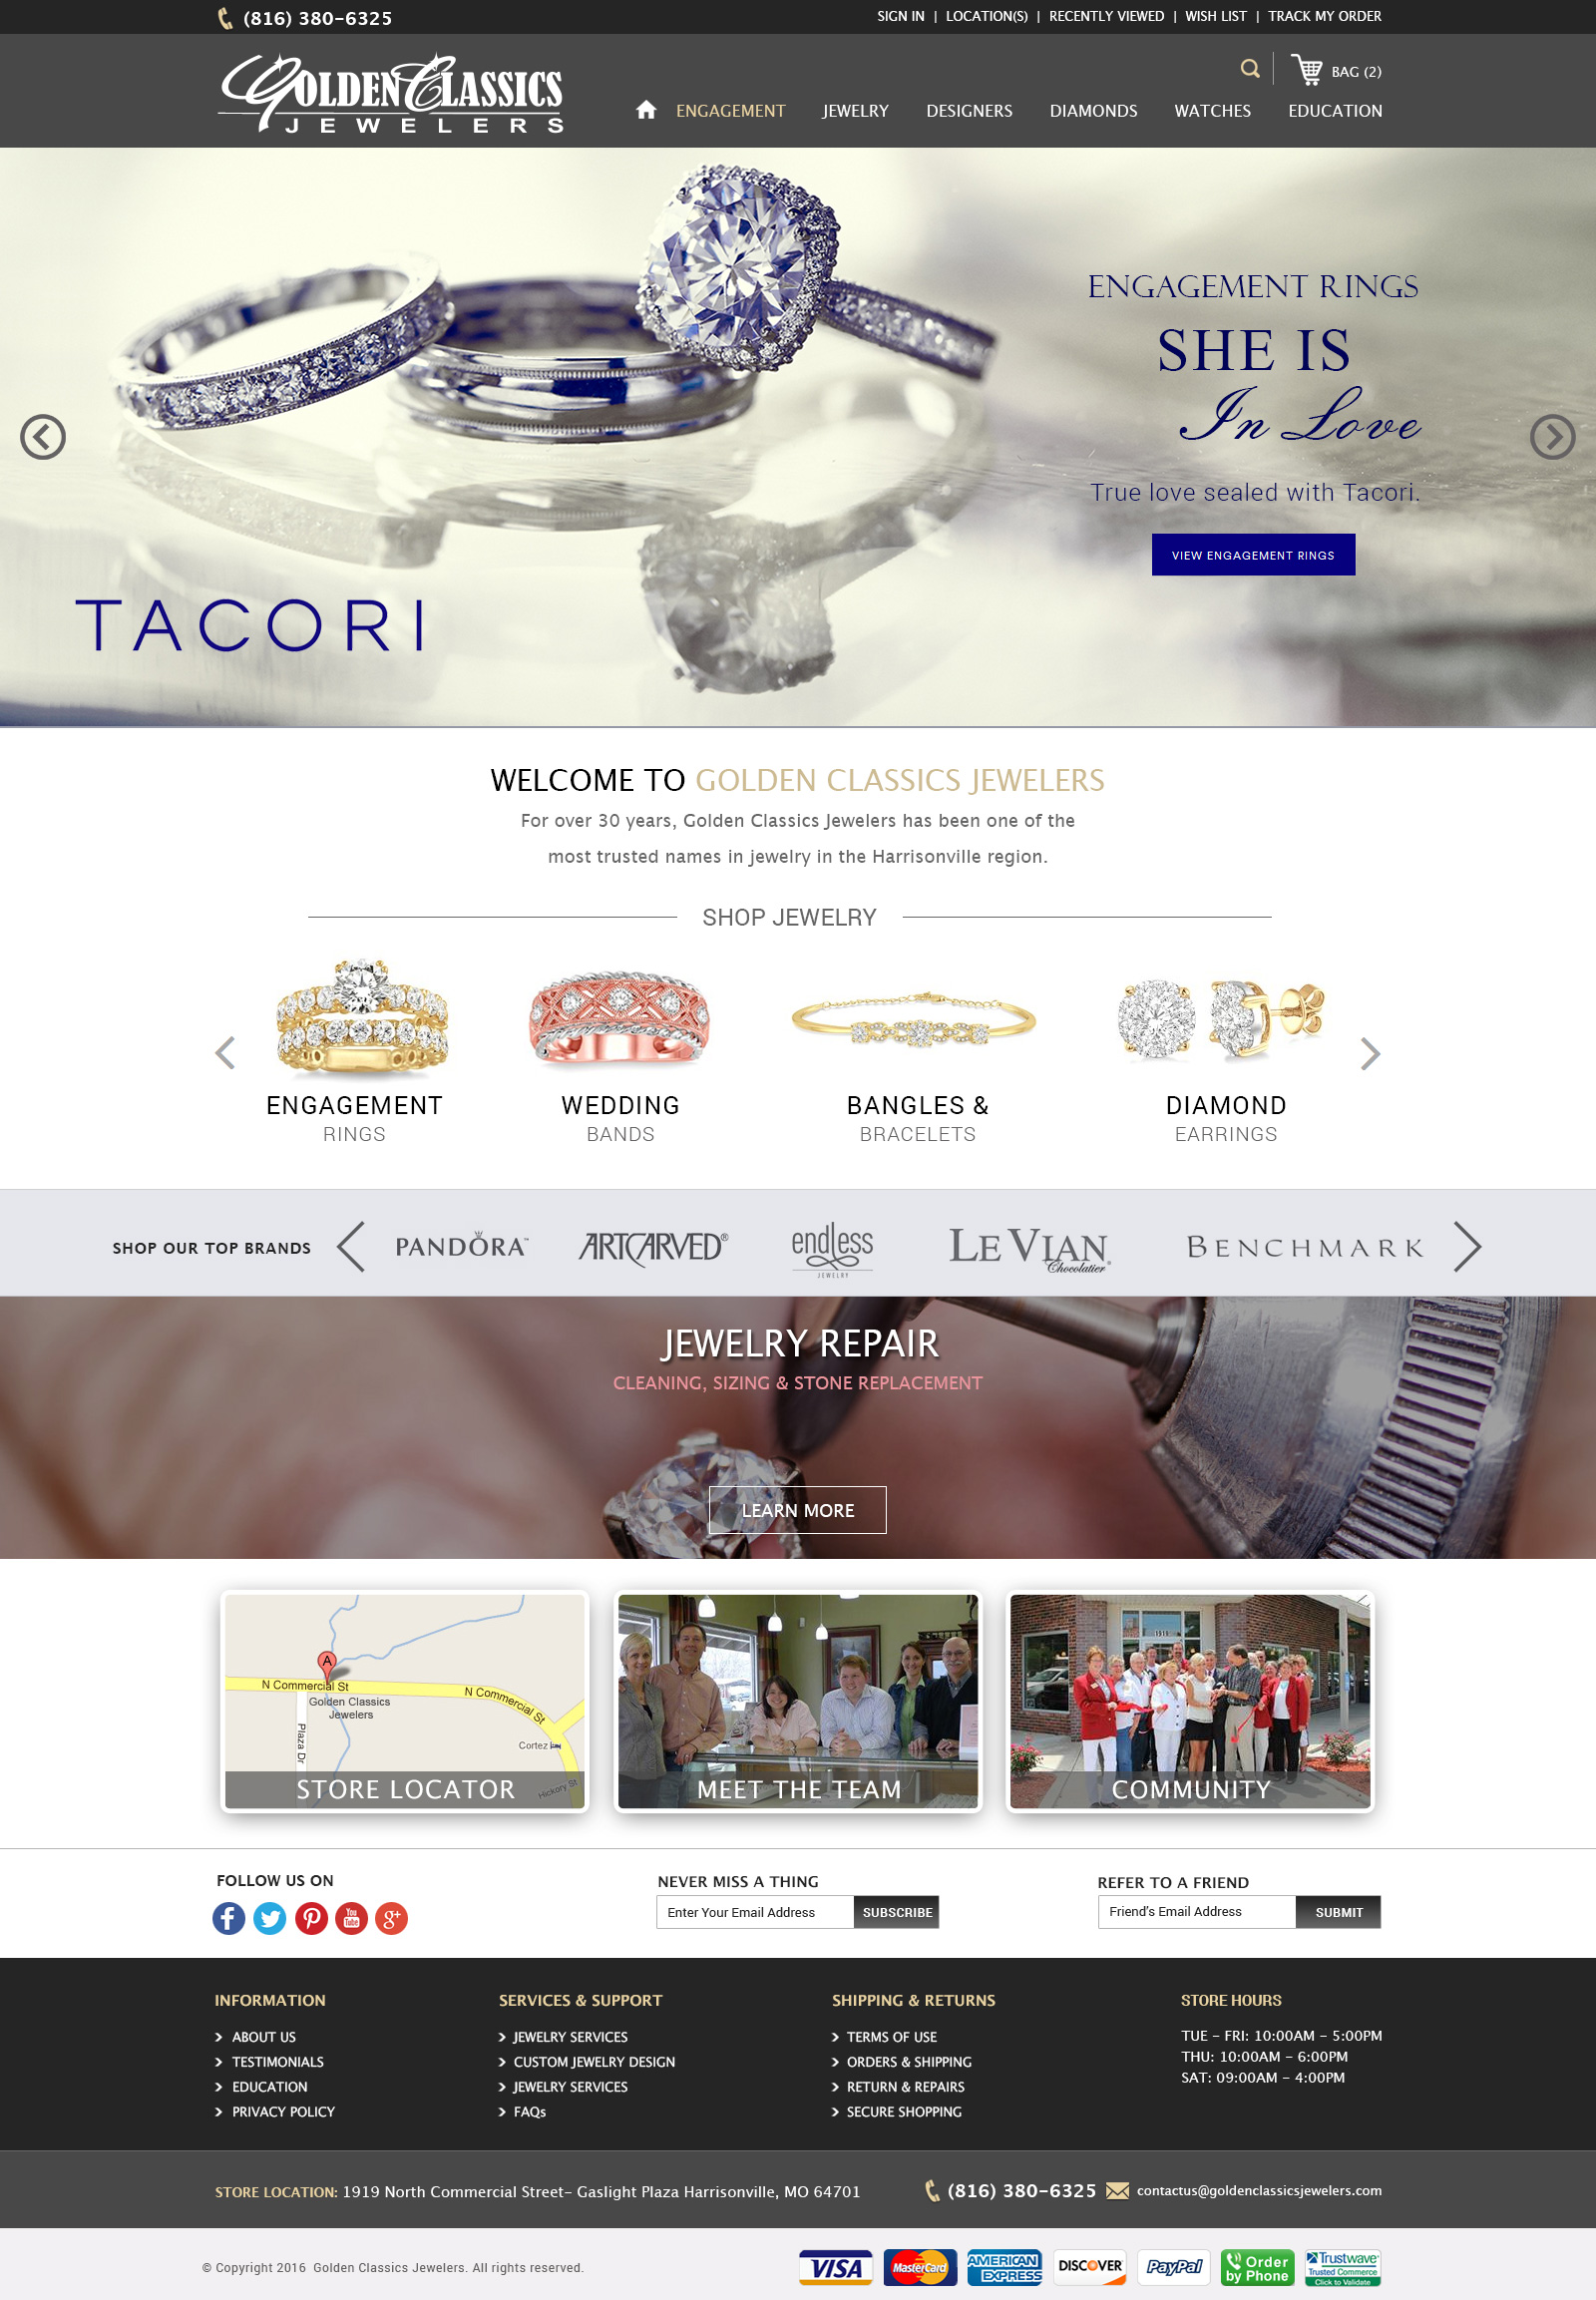 (816) 380-6325
SIGN IN | LOCATION(S) | RECENTLY VIEWED | WISH LIST | TRACK MY ORDER
GOLDEN CLASSICS
JEWELERS
BAG (2)
ENGAGEMENT JEWELRY DESIGNERS DIAMONDS WATCHES EDUCATION
ENGAGEMENT RINGS
SHE IS
In Love
True love sealed with Tacori.
VIEW ENGAGEMENT RINGS
TACORI
WELCOME TO GOLDEN CLASSICS JEWELERS
For over 30 years, Golden Classics Jewelers has been one of the
most trusted names in jewelry in the Harrisonville region.
SHOP JEWELRY
ENGAGEMENT
RINGS
WEDDING
BANDS
BANGLES &
BRACELETS
DIAMOND
EARRINGS
SHOP OUR TOP BRANDS
PANDÖRA™
ARTCARVED®
endless
JEWELRY
LE VIAN
Chocolatier®
BENCHMARK
JEWELRY REPAIR
CLEANING, SIZING & STONE REPLACEMENT
LEARN MORE
A
N Commercial St
Golden Classics
Jewelers
N Commercial St
Plaza Dr
Cortez
Hickory St
STORE LOCATOR
MEET THE TEAM
1919
COMMUNITY
FOLLOW US ON
You
Tube
g+
NEVER MISS A THING
Enter Your Email Address SUBSCRIBE
REFER TO A FRIEND
Friend's Email Address SUBMIT
INFORMATION
ABOUT US
TESTIMONIALS
EDUCATION
PRIVACY POLICY
SERVICES & SUPPORT
JEWELRY SERVICES
CUSTOM JEWELRY DESIGN
JEWELRY SERVICES
FAQs
SHIPPING & RETURNS
TERMS OF USE
ORDERS & SHIPPING
RETURN & REPAIRS
SECURE SHOPPING
STORE HOURS
TUE - FRI: 10:00AM - 5:00PM
THU: 10:00AM - 6:00PM
SAT: 09:00AM - 4:00PM
STORE LOCATION: 1919 North Commercial Street- Gaslight Plaza Harrisonville, MO 64701
(816) 380-6325 contactus@goldenclassicsjewelers.com
© Copyright 2016 Golden Classics Jewelers. All rights reserved.
VISA
MasterCard
AMERICAN EXPRESS
DISCOVER
PayPal
Order by Phone
Trustwave
Trusted Commerce
Click to Validate